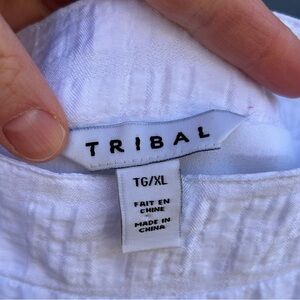 TRIBAL
TG/XL
FAIT EN
CHINE
MADE IN
CHINA